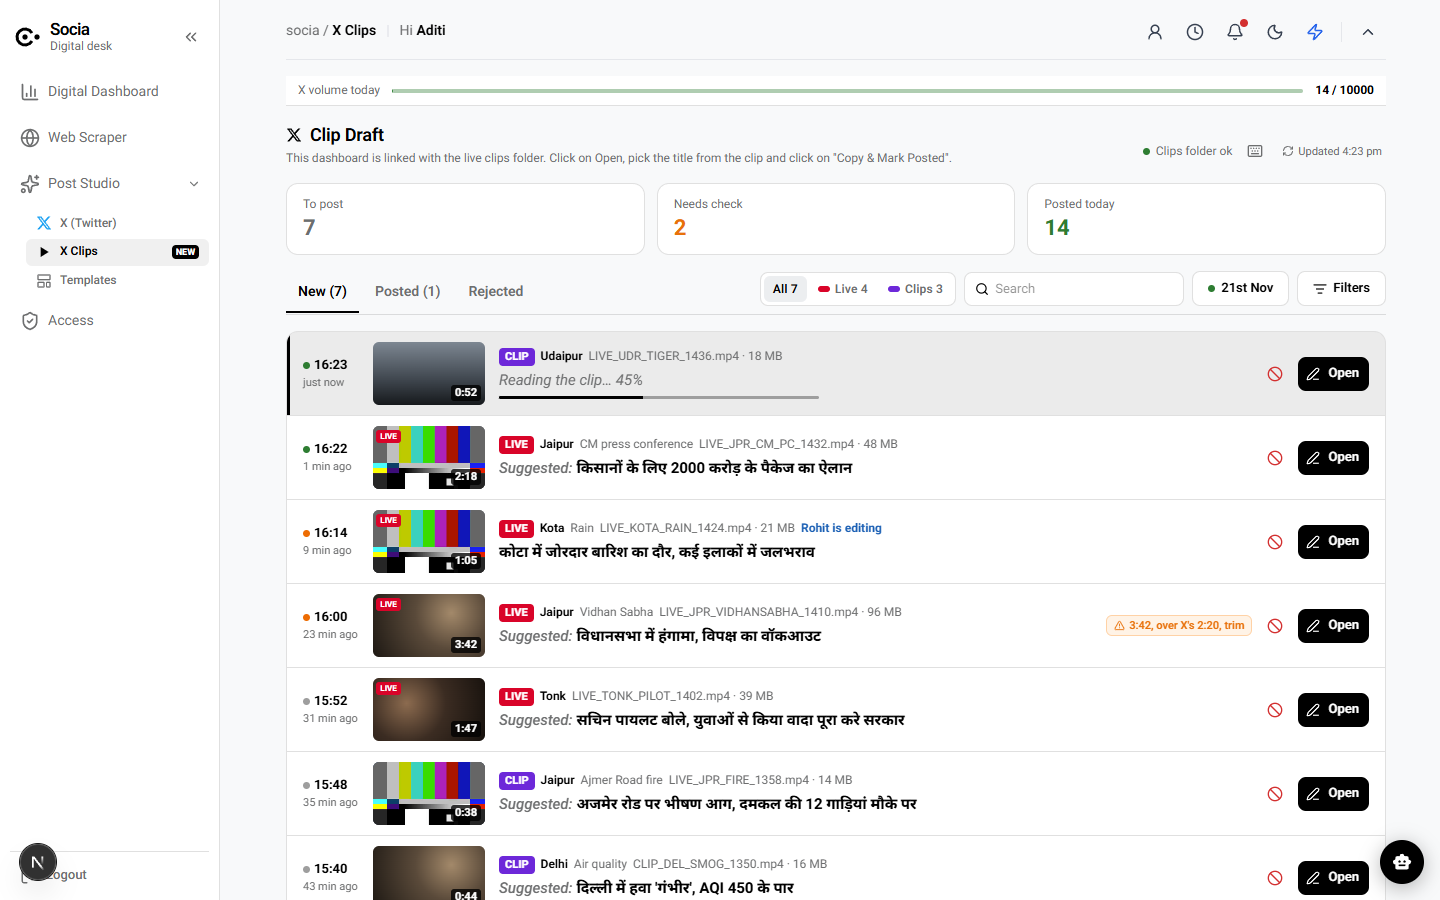 Socia
Digital desk
Digital Dashboard
Web Scraper
Post Studio
X (Twitter)
X Clips NEW
Templates
Access
N
ogout
socia / X Clips | Hi Aditi
X volume today 14 / 10000
Clip Draft
This dashboard is linked with the live clips folder. Click on Open, pick the title from the clip and click on "Copy & Mark Posted".
Clips folder ok Updated 4:23 pm
To post
7
Needs check
2
Posted today
14
New (7) Posted (1) Rejected
All 7 Live 4 Clips 3 Search 21st Nov Filters
16:23
just now
0:52
CLIP Udaipur LIVE_UDR_TIGER_1436.mp4 · 18 MB
Reading the clip... 45%
Open
16:22
1 min ago
LIVE
2:18
LIVE Jaipur CM press conference LIVE_JPR_CM_PC_1432.mp4 · 48 MB
Suggested: किसानों के लिए 2000 करोड़ के पैकेज का ऐलान
Open
16:14
9 min ago
LIVE
1:05
LIVE Kota Rain LIVE_KOTA_RAIN_1424.mp4 · 21 MB Rohit is editing
कोटा में जोरदार बारिश का दौर, कई इलाकों में जलभराव
Open
16:00
23 min ago
LIVE
3:42
LIVE Jaipur Vidhan Sabha LIVE_JPR_VIDHANSABHA_1410.mp4 · 96 MB
Suggested: विधानसभा में हंगामा, विपक्ष का वॉकआउट
3:42, over X's 2:20, trim
Open
15:52
31 min ago
LIVE
1:47
LIVE Tonk LIVE_TONK_PILOT_1402.mp4 · 39 MB
Suggested: सचिन पायलट बोले, युवाओं से किया वादा पूरा करे सरकार
Open
15:48
35 min ago
0:38
CLIP Jaipur Ajmer Road fire LIVE_JPR_FIRE_1358.mp4 · 14 MB
Suggested: अजमेर रोड पर भीषण आग, दमकल की 12 गाड़ियां मौके पर
Open
15:40
43 min ago
0:44
CLIP Delhi Air quality CLIP_DEL_SMOG_1350.mp4 · 16 MB
Suggested: दिल्ली में हवा 'गंभीर', AQI 450 के पार
Open